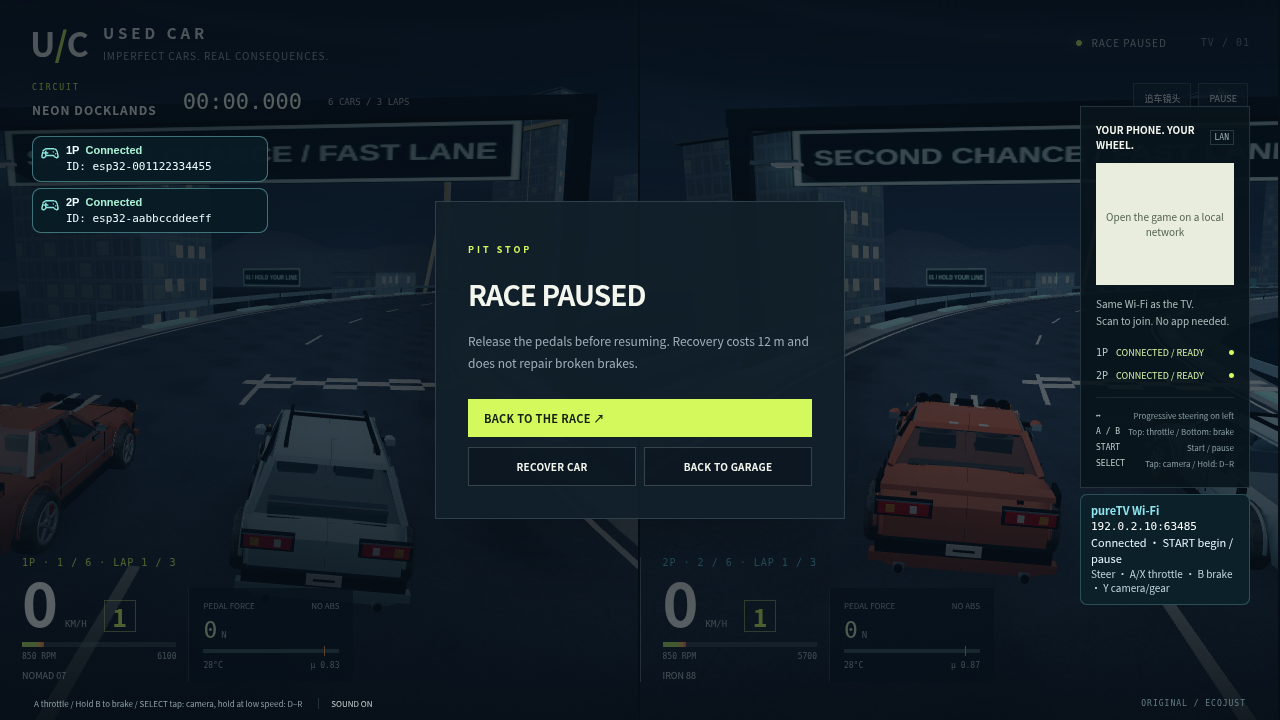 U/C USED CAR
IMPERFECT CARS. REAL CONSEQUENCES.
RACE PAUSED
TV / 01
CIRCUIT
NEON DOCKLANDS
00:00.000
6 CARS / 3 LAPS
追车镜头
PAUSE
1P Connected
ID: esp32-001122334455
2P Connected
ID: esp32-aabbccddeeff
E / FAST LANE
SECOND CHANCE
HOLD YOUR LINE
HOLD YOUR LINE
YOUR PHONE. YOUR
WHEEL.
LAN
Open the game on a local
network
Same Wi-Fi as the TV.
Scan to join. No app needed.
1P CONNECTED / READY
2P CONNECTED / READY
↔ Progressive steering on left
A / B Top: throttle / Bottom: brake
START Start / pause
SELECT Tap: camera / Hold: D–R
PIT STOP
RACE PAUSED
Release the pedals before resuming. Recovery costs 12 m and
does not repair broken brakes.
BACK TO THE RACE ↗
RECOVER CAR
BACK TO GARAGE
pureTV Wi-Fi
192.0.2.10:63485
Connected · START begin /
pause
Steer · A/X throttle · B brake
· Y camera/gear
1P · 1 / 6 · LAP 1 / 3
0 KM/H 1
850 RPM 6100
NOMAD 07
PEDAL FORCE NO ABS
0 N
28°C μ 0.83
2P · 2 / 6 · LAP 1 / 3
0 KM/H 1
850 RPM 5700
IRON 88
PEDAL FORCE NO ABS
0 N
28°C μ 0.87
A throttle / Hold B to brake / SELECT tap: camera, hold at low speed: D–R
SOUND ON
ORIGINAL / ECOJUST